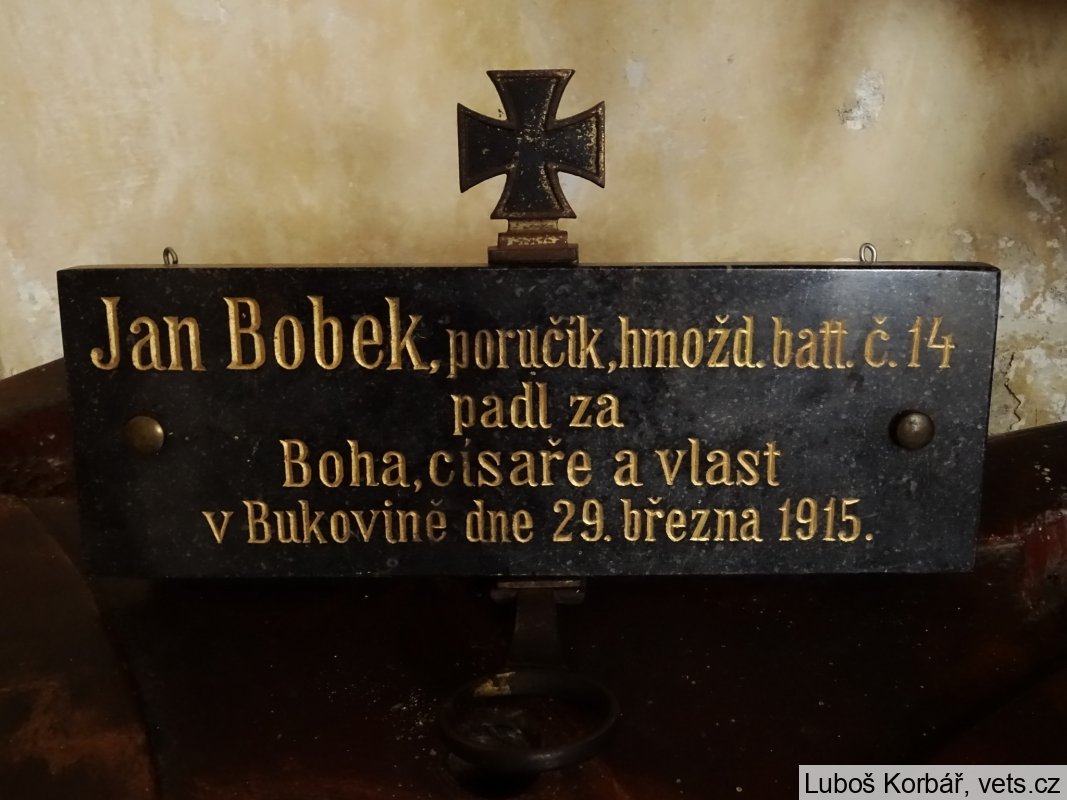 Jan Bobek, poručík, hmožd. batt. č. 14
padl za
Boha, císaře a vlast
v Bukovině dne 29. března 1915.
Luboš Korbář, vets.cz